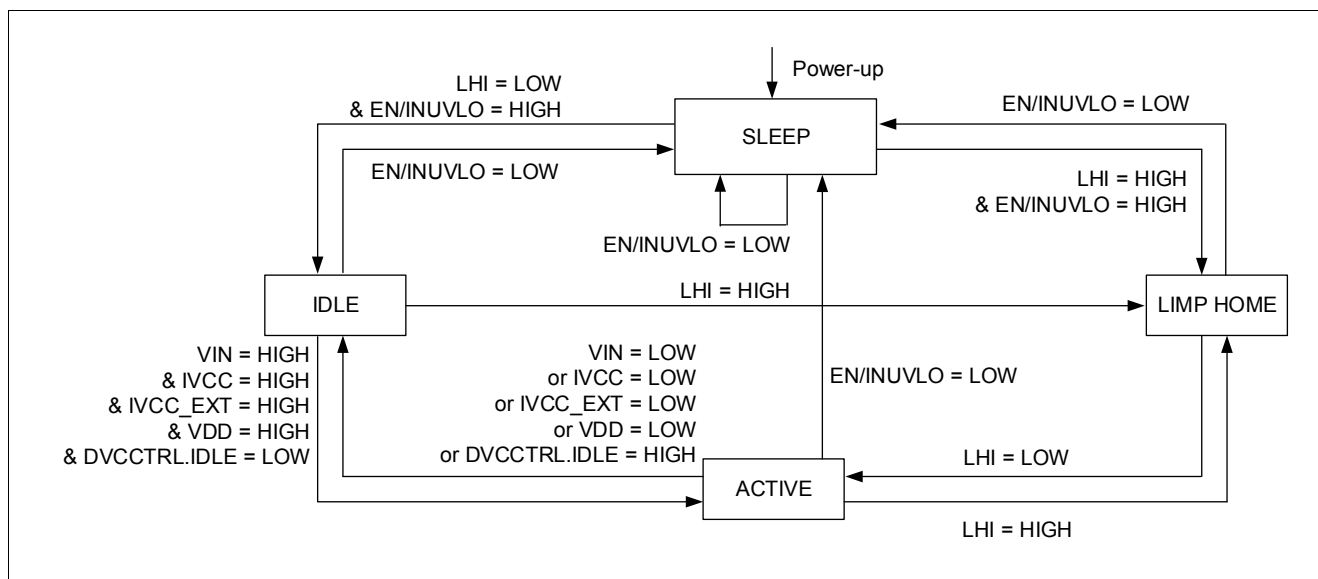 Power-up
LHI = LOW
& EN/INUVLO = HIGH
EN/INUVLO = LOW
SLEEP
EN/INUVLO = LOW
LHI = HIGH
& EN/INUVLO = HIGH
EN/INUVLO = LOW
IDLE
LHI = HIGH
LIMP HOME
VIN = HIGH
& IVCC = HIGH
& IVCC_EXT = HIGH
& VDD = HIGH
& DVCCTRL.IDLE = LOW
VIN = LOW
or IVCC = LOW
or IVCC_EXT = LOW
or VDD = LOW
or DVCCTRL.IDLE = HIGH
EN/INUVLO = LOW
LHI = LOW
ACTIVE
LHI = HIGH